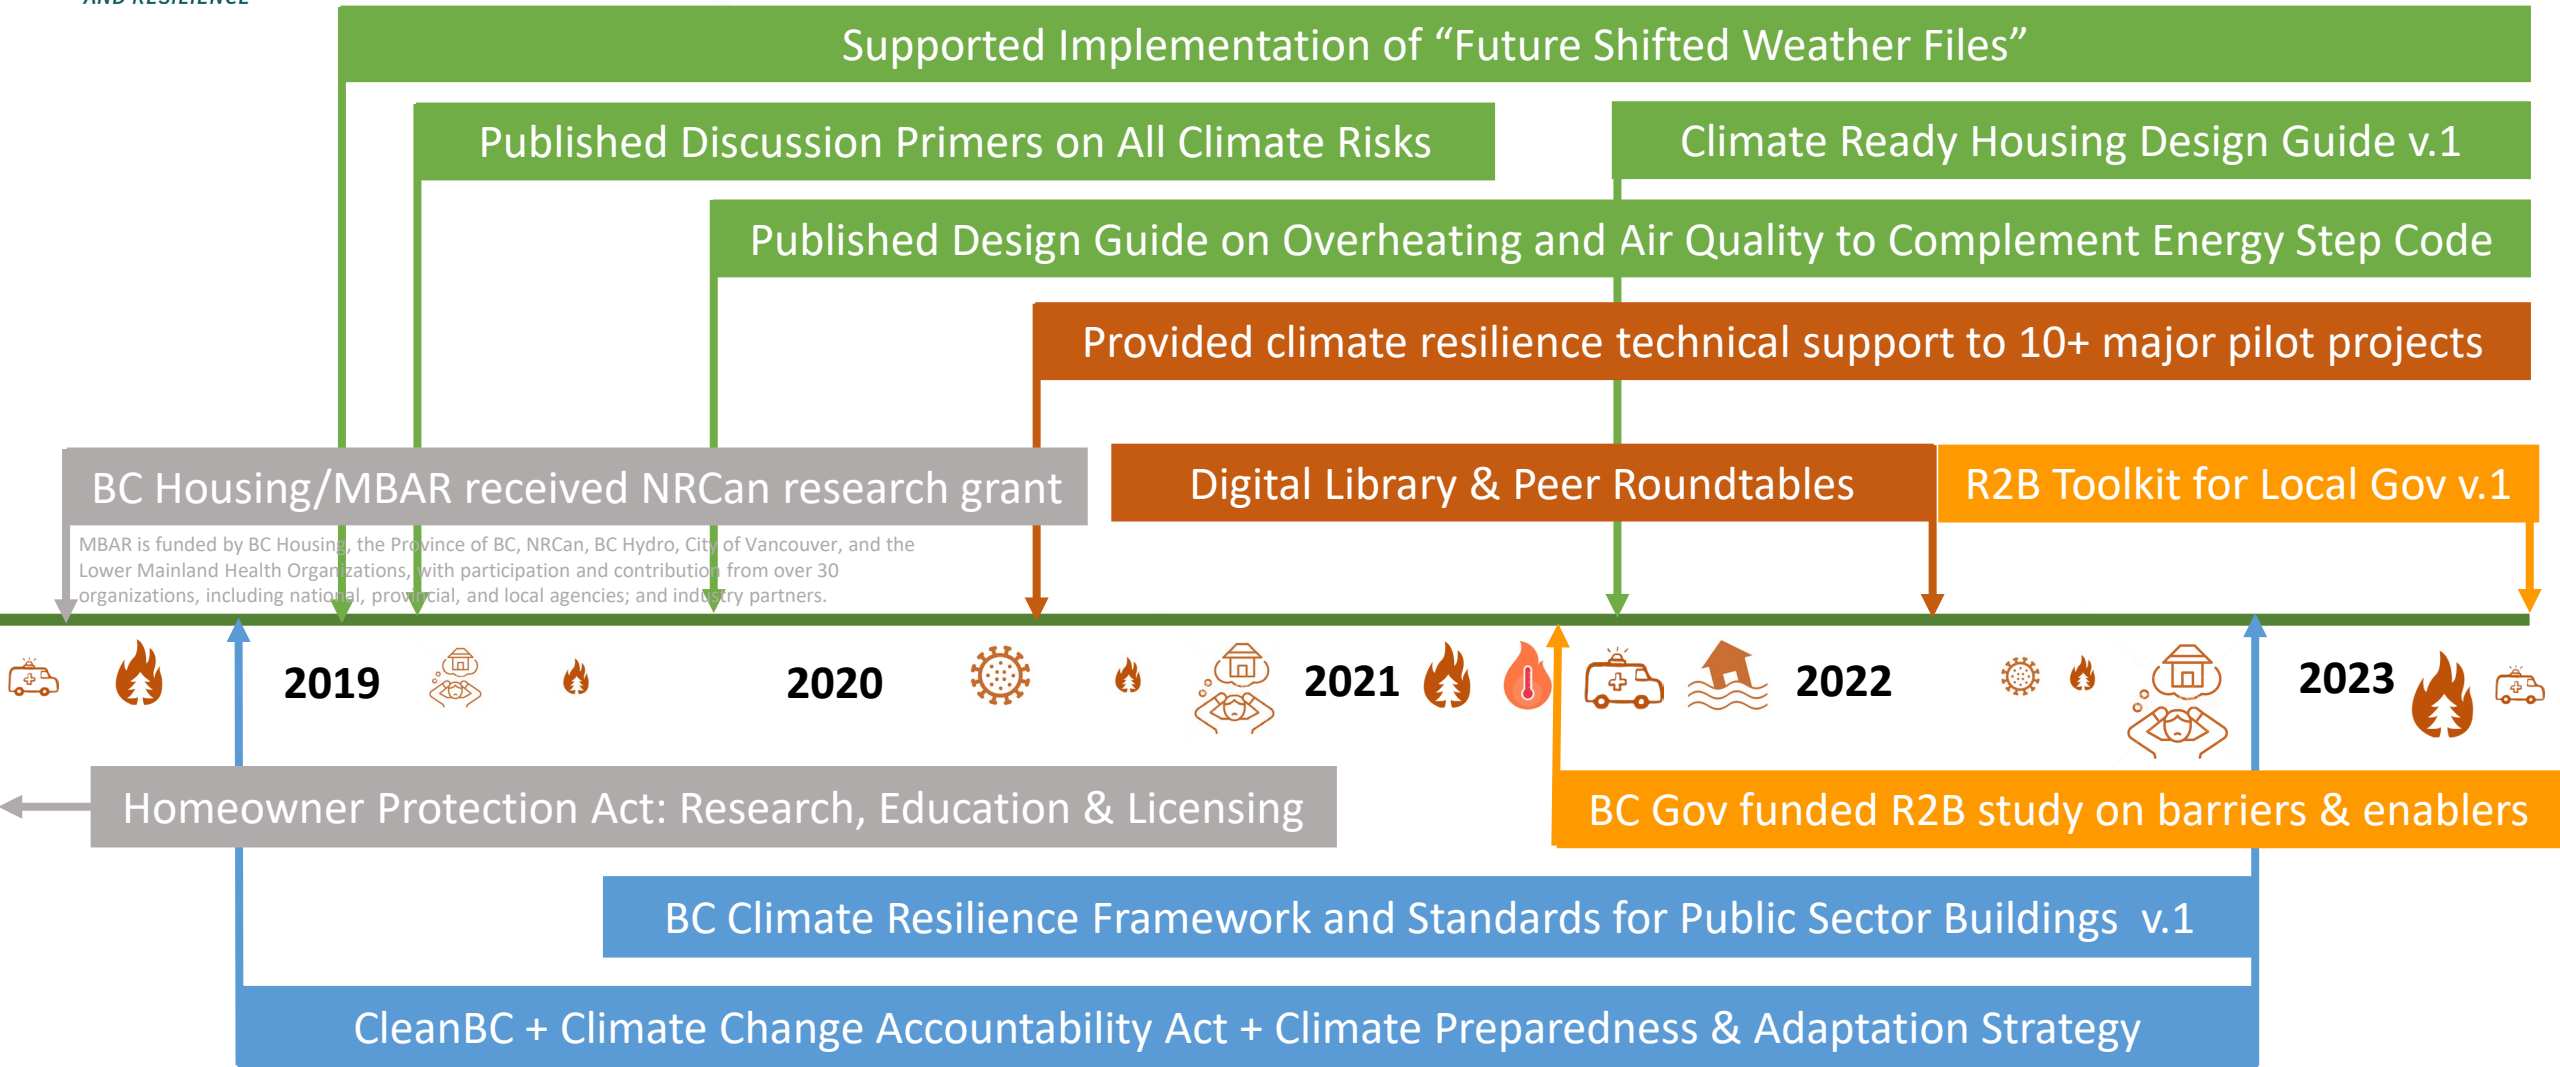 AND RESILIENCE
Supported Implementation of “Future Shifted Weather Files”
Published Discussion Primers on All Climate Risks
Climate Ready Housing Design Guide v.1
Published Design Guide on Overheating and Air Quality to Complement Energy Step Code
Provided climate resilience technical support to 10+ major pilot projects
BC Housing/MBAR received NRCan research grant
Digital Library & Peer Roundtables
R2B Toolkit for Local Gov v.1
MBAR is funded by BC Housing, the Province of BC, NRCan, BC Hydro, City of Vancouver, and the
Lower Mainland Health Organizations, with participation and contribution from over 30
organizations, including national, provincial, and local agencies; and industry partners.
2019
2020
2021
2022
2023
Homeowner Protection Act: Research, Education & Licensing
BC Gov funded R2B study on barriers & enablers
BC Climate Resilience Framework and Standards for Public Sector Buildings v.1
CleanBC + Climate Change Accountability Act + Climate Preparedness & Adaptation Strategy